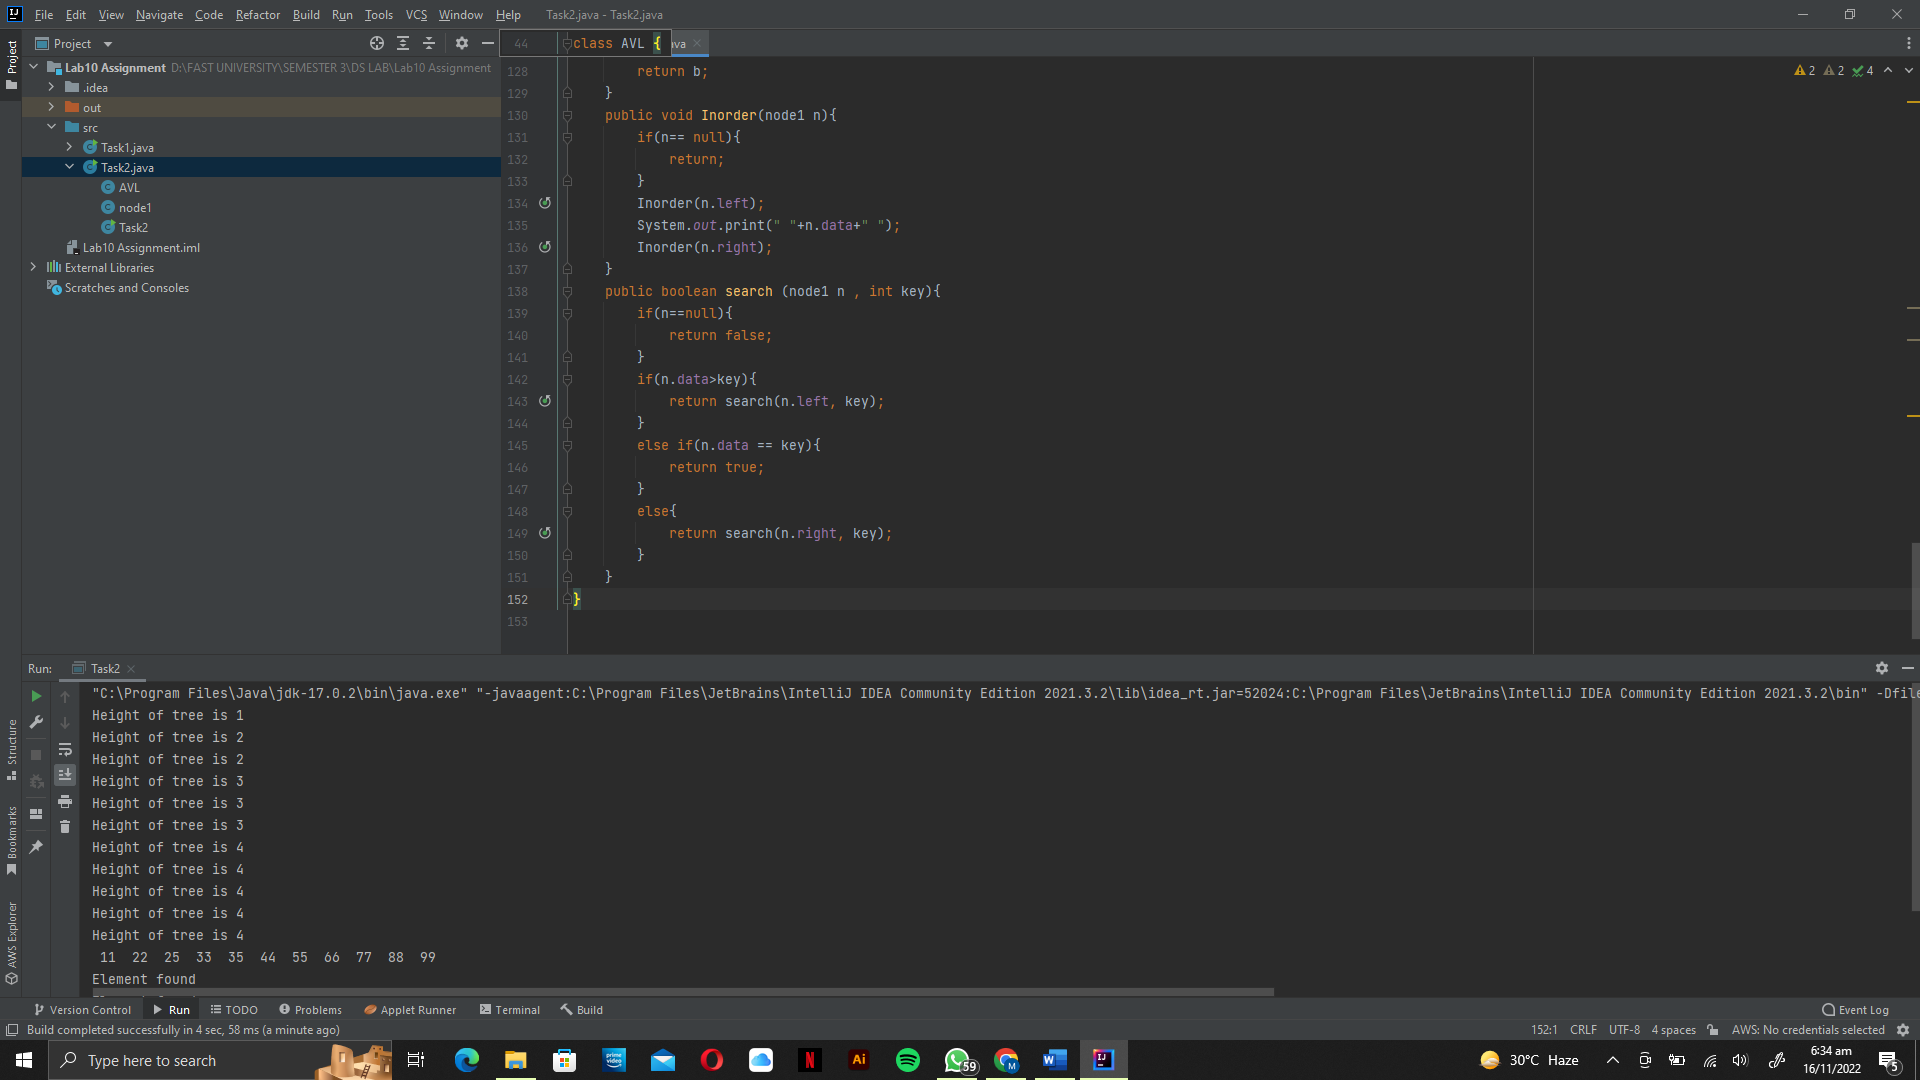 File Edit View Navigate Code Refactor Build Run Tools VCS Window Help Task2.java - Task2.java
Project
Lab10 Assignment D:\FAST UNIVERSITY\SEMESTER 3\DS LAB\Lab10 Assignment
.idea
out
src
Task1.java
Task2.java
AVL
node1
Task2
Lab10 Assignment.iml
External Libraries
Scratches and Consoles
Project
Structure
Bookmarks
AWS Explorer
44 class AVL { ava
2 2 4
128 return b;
129 }
130 public void Inorder(node1 n){
131 if(n== null){
132 return;
133 }
134 Inorder(n.left);
135 System.out.print(" "+n.data+" ");
136 Inorder(n.right);
137 }
138 public boolean search (node1 n , int key){
139 if(n==null){
140 return false;
141 }
142 if(n.data>key){
143 return search(n.left, key);
144 }
145 else if(n.data == key){
146 return true;
147 }
148 else{
149 return search(n.right, key);
150 }
151 }
152 }
153
Run: Task2
"C:\Program Files\Java\jdk-17.0.2\bin\java.exe" "-javaagent:C:\Program Files\JetBrains\IntelliJ IDEA Community Edition 2021.3.2\lib\idea_rt.jar=52024:C:\Program Files\JetBrains\IntelliJ IDEA Community Edition 2021.3.2\bin" -Dfile
Height of tree is 1
Height of tree is 2
Height of tree is 2
Height of tree is 3
Height of tree is 3
Height of tree is 3
Height of tree is 4
Height of tree is 4
Height of tree is 4
Height of tree is 4
Height of tree is 4
11 22 25 33 35 44 55 66 77 88 99
Element found
Version Control Run TODO Problems Applet Runner Terminal Build Event Log
Build completed successfully in 4 sec, 58 ms (a minute ago) 152:1 CRLF UTF-8 4 spaces AWS: No credentials selected
Type here to search
prime video
N
Ai
59
M
W
IJ
30°C Haze
6:34 am
16/11/2022
5